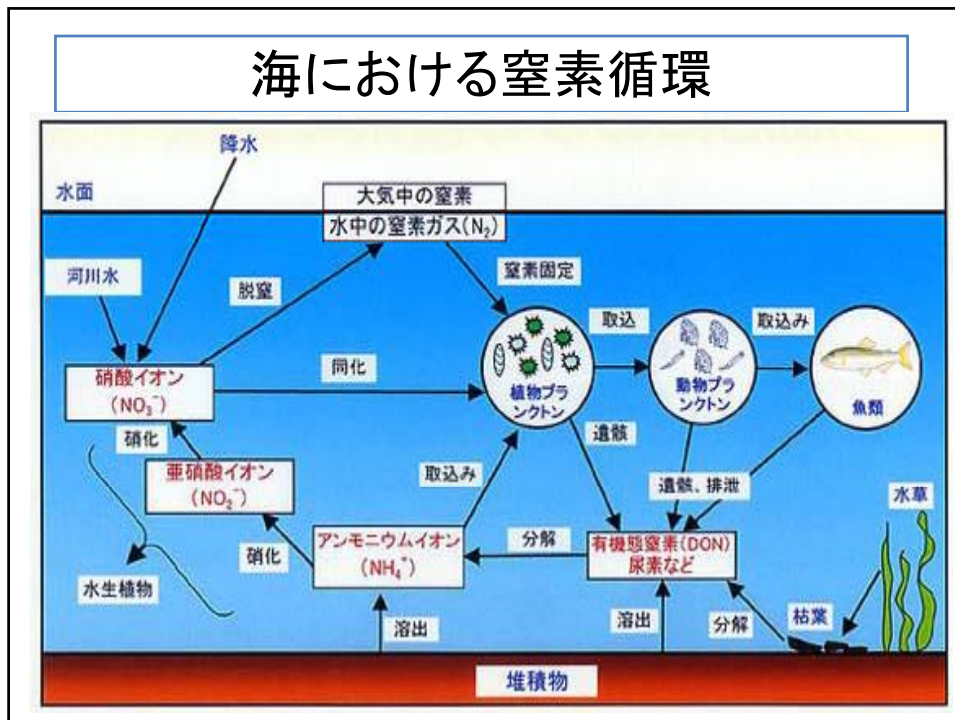 海における窒素循環
降水
水面
大気中の窒素
水中の窒素ガス(N₂)
河川水
脱窒
窒素固定
取込
取込み
同化
硝酸イオン
(NO₃⁻)
植物プラ
ンクトン
動物プラ
ンクトン
魚類
硝化
亜硝酸イオン
(NO₂⁻)
取込み
遺骸
遺骸、排泄
水草
硝化
アンモニウムイオン
(NH₄⁺)
分解
有機態窒素(DON)
尿素など
水生植物
溶出
溶出
分解
枯葉
堆積物